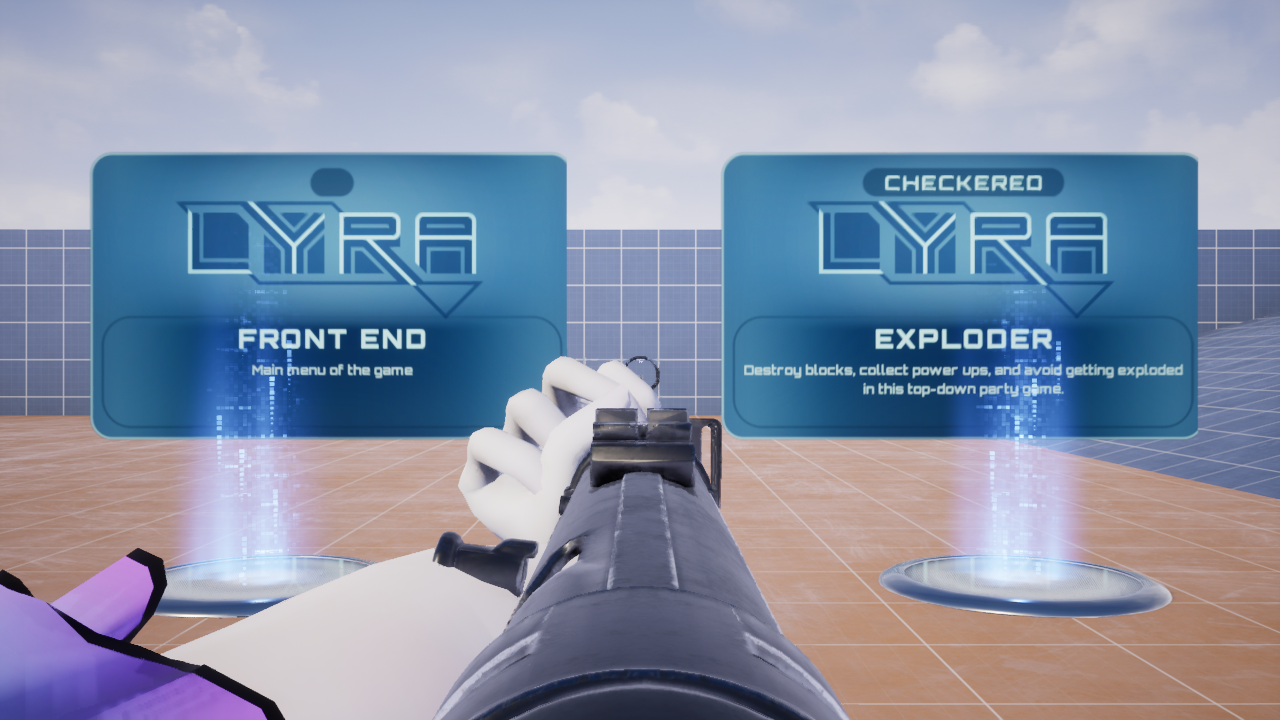 LYRA
FRONT END
Main menu of the game
CHECKERED
LYRA
EXPLODER
Destroy blocks, collect power ups, and avoid getting exploded
in this top-down party game.